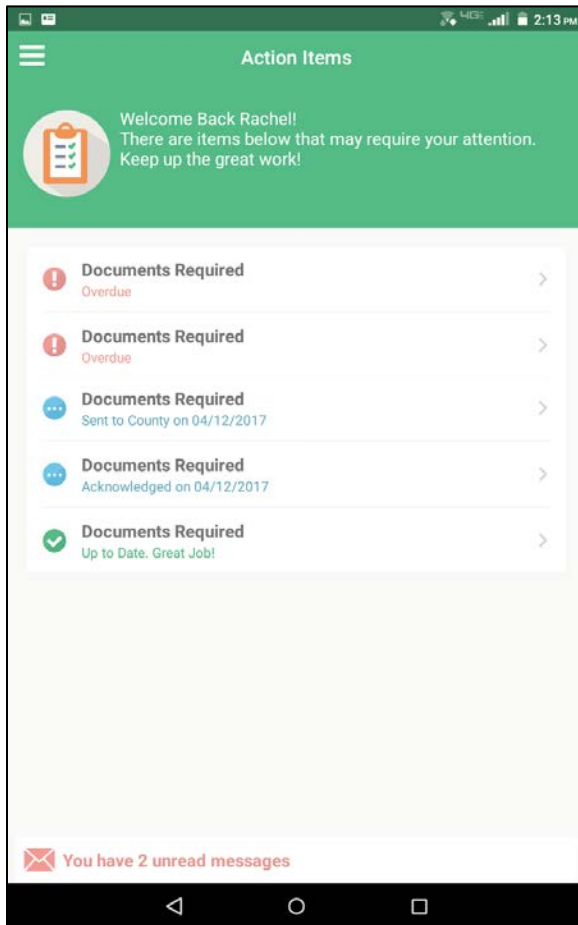 4GE 2:13 PM
Action Items
Welcome Back Rachel!
There are items below that may require your attention.
Keep up the great work!
Documents Required
Overdue
Documents Required
Overdue
Documents Required
Sent to County on 04/12/2017
Documents Required
Acknowledged on 04/12/2017
Documents Required
Up to Date. Great Job!
You have 2 unread messages